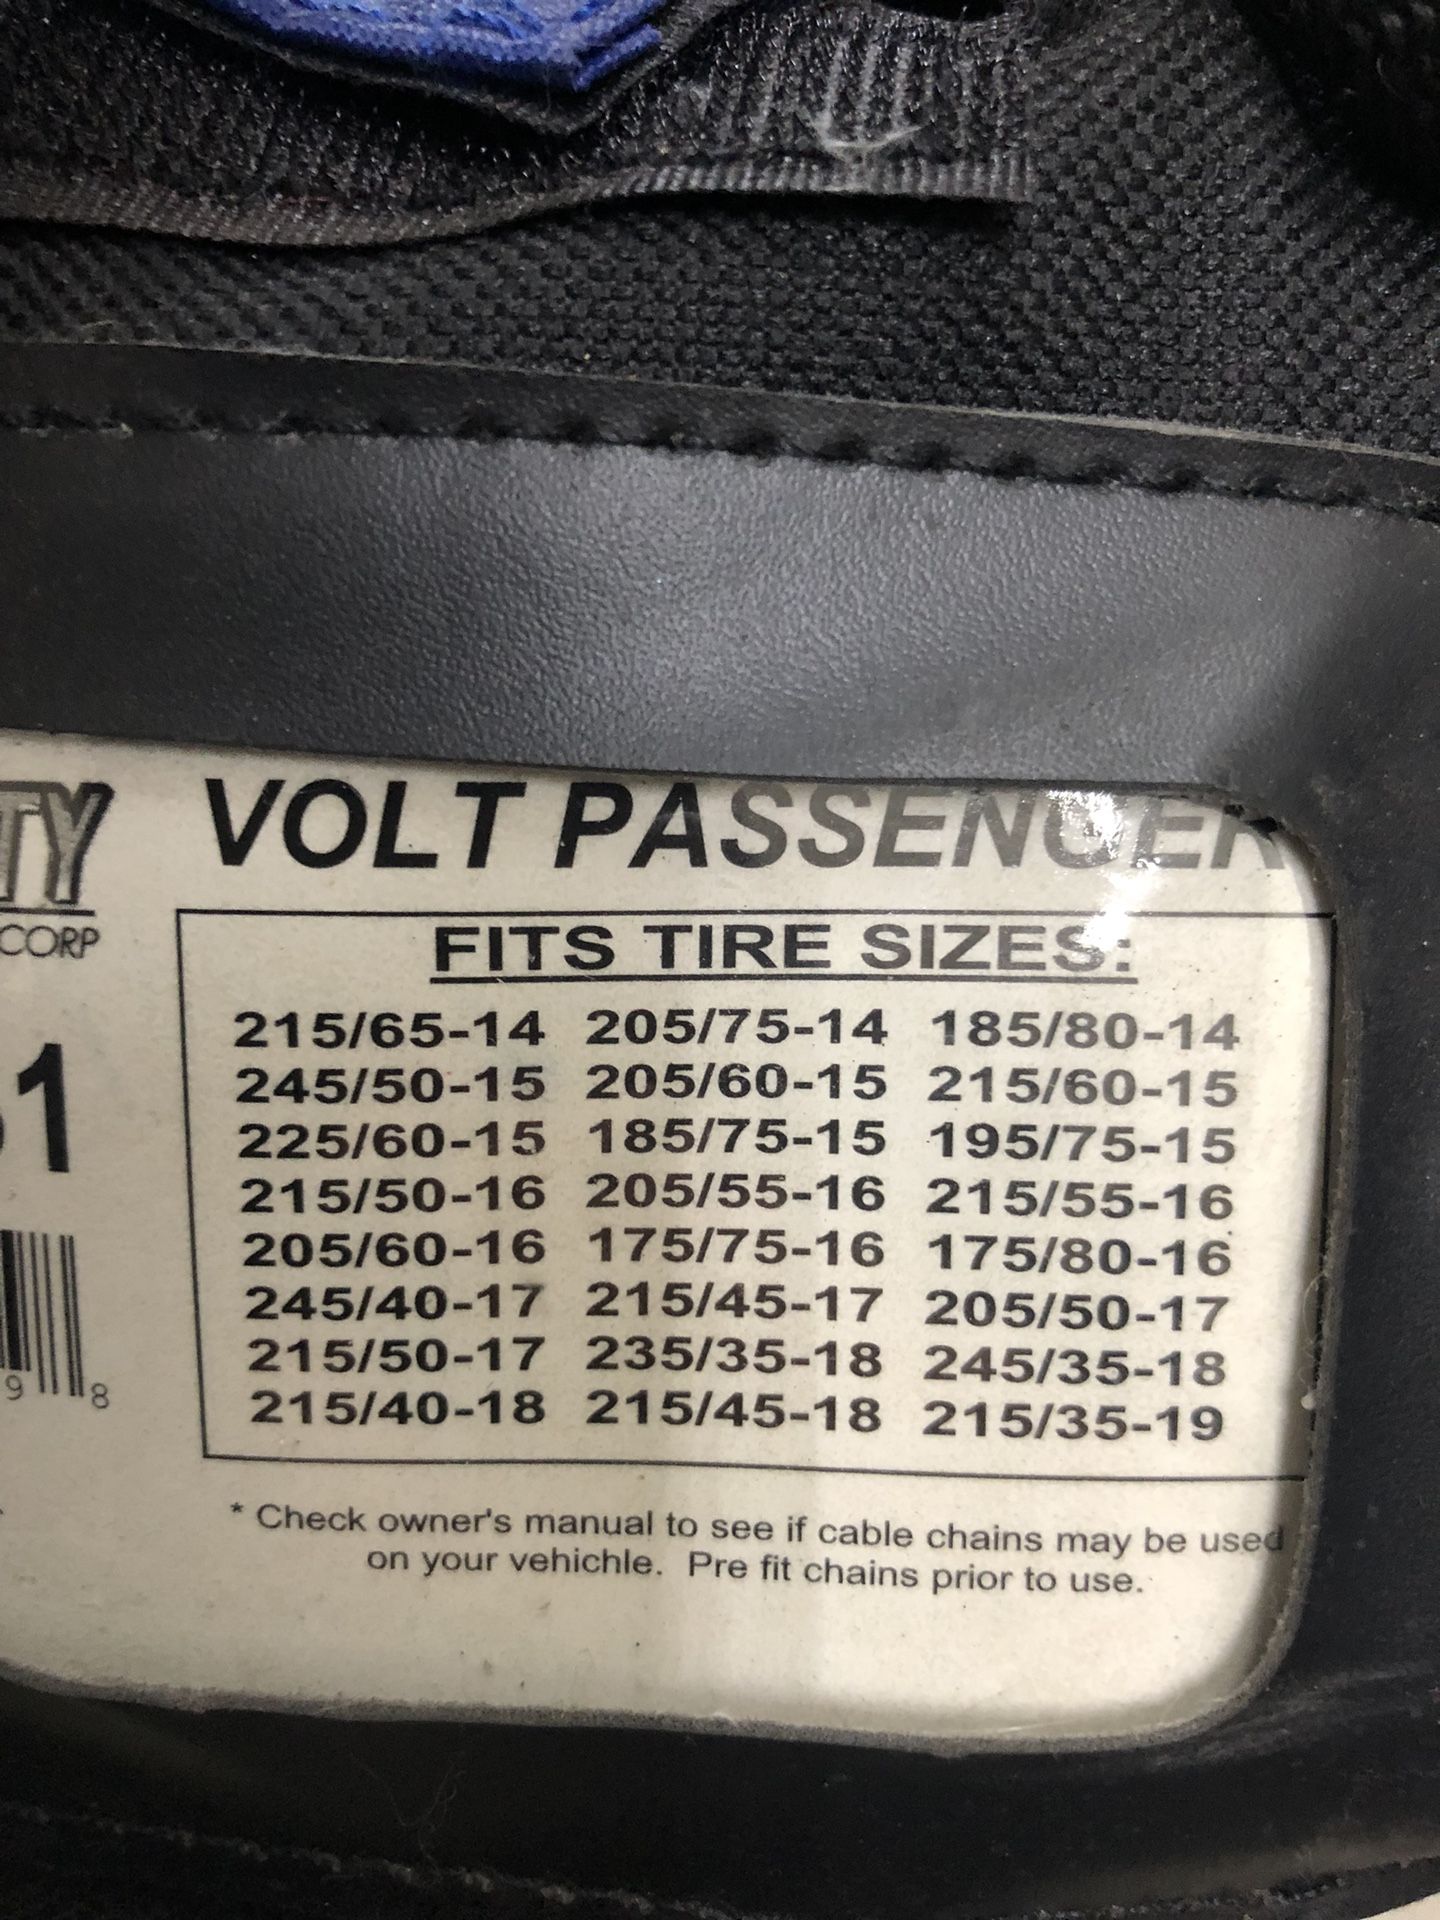 TY
VOLT PASSENGER
CORP
FITS TIRE SIZES:
215/65-14 205/75-14 185/80-14
245/50-15 205/60-15 215/60-15
225/60-15 185/75-15 195/75-15
215/50-16 205/55-16 215/55-16
205/60-16 175/75-16 175/80-16
245/40-17 215/45-17 205/50-17
215/50-17 235/35-18 245/35-18
215/40-18 215/45-18 215/35-19
1
9 8
* Check owner's manual to see if cable chains may be used
on your vehichle. Pre fit chains prior to use.